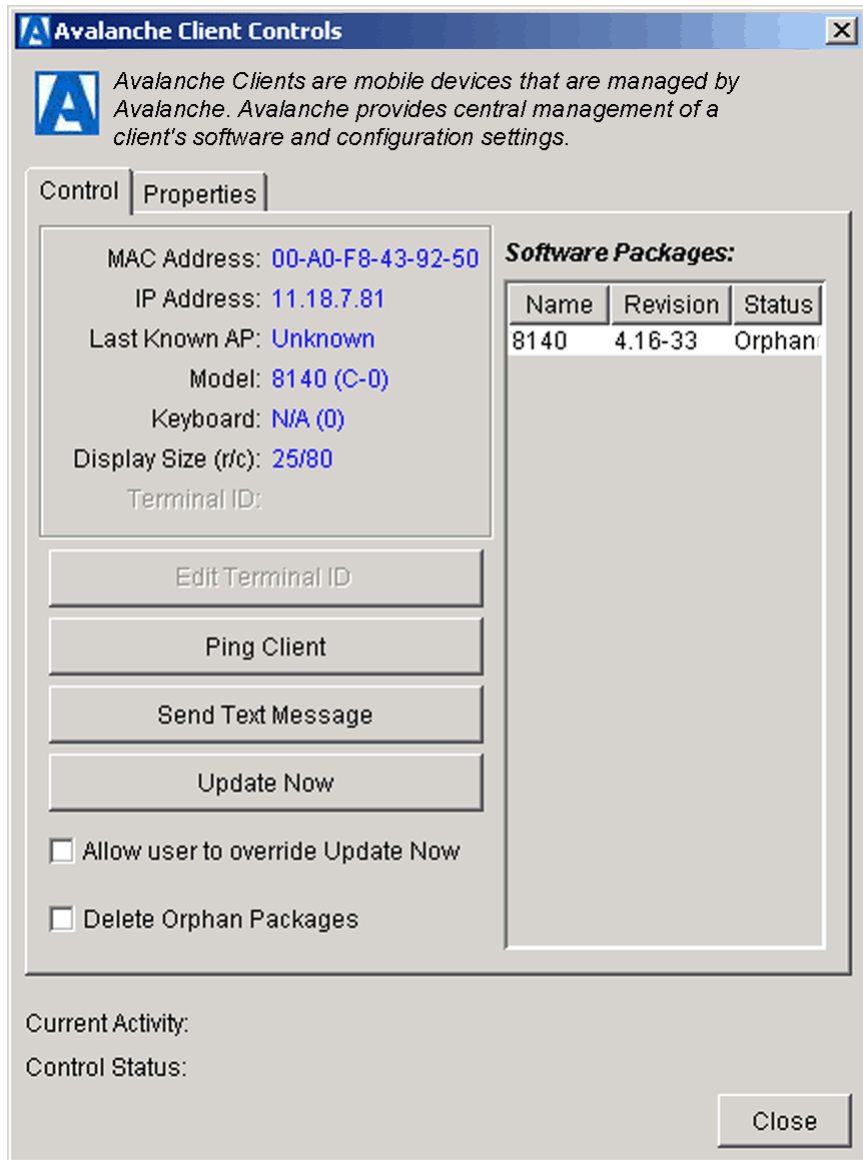 Avalanche Client Controls
Avalanche Clients are mobile devices that are managed by
Avalanche. Avalanche provides central management of a
client's software and configuration settings.
Control Properties
MAC Address: 00-A0-F8-43-92-50
IP Address: 11.18.7.81
Last Known AP: Unknown
Model: 8140 (C-0)
Keyboard: N/A (0)
Display Size (r/c): 25/80
Terminal ID:
Edit Terminal ID
Ping Client
Send Text Message
Update Now
Allow user to override Update Now
Delete Orphan Packages
Software Packages:
Name Revision Status
8140 4.16-33 Orphan
Current Activity:
Control Status:
Close